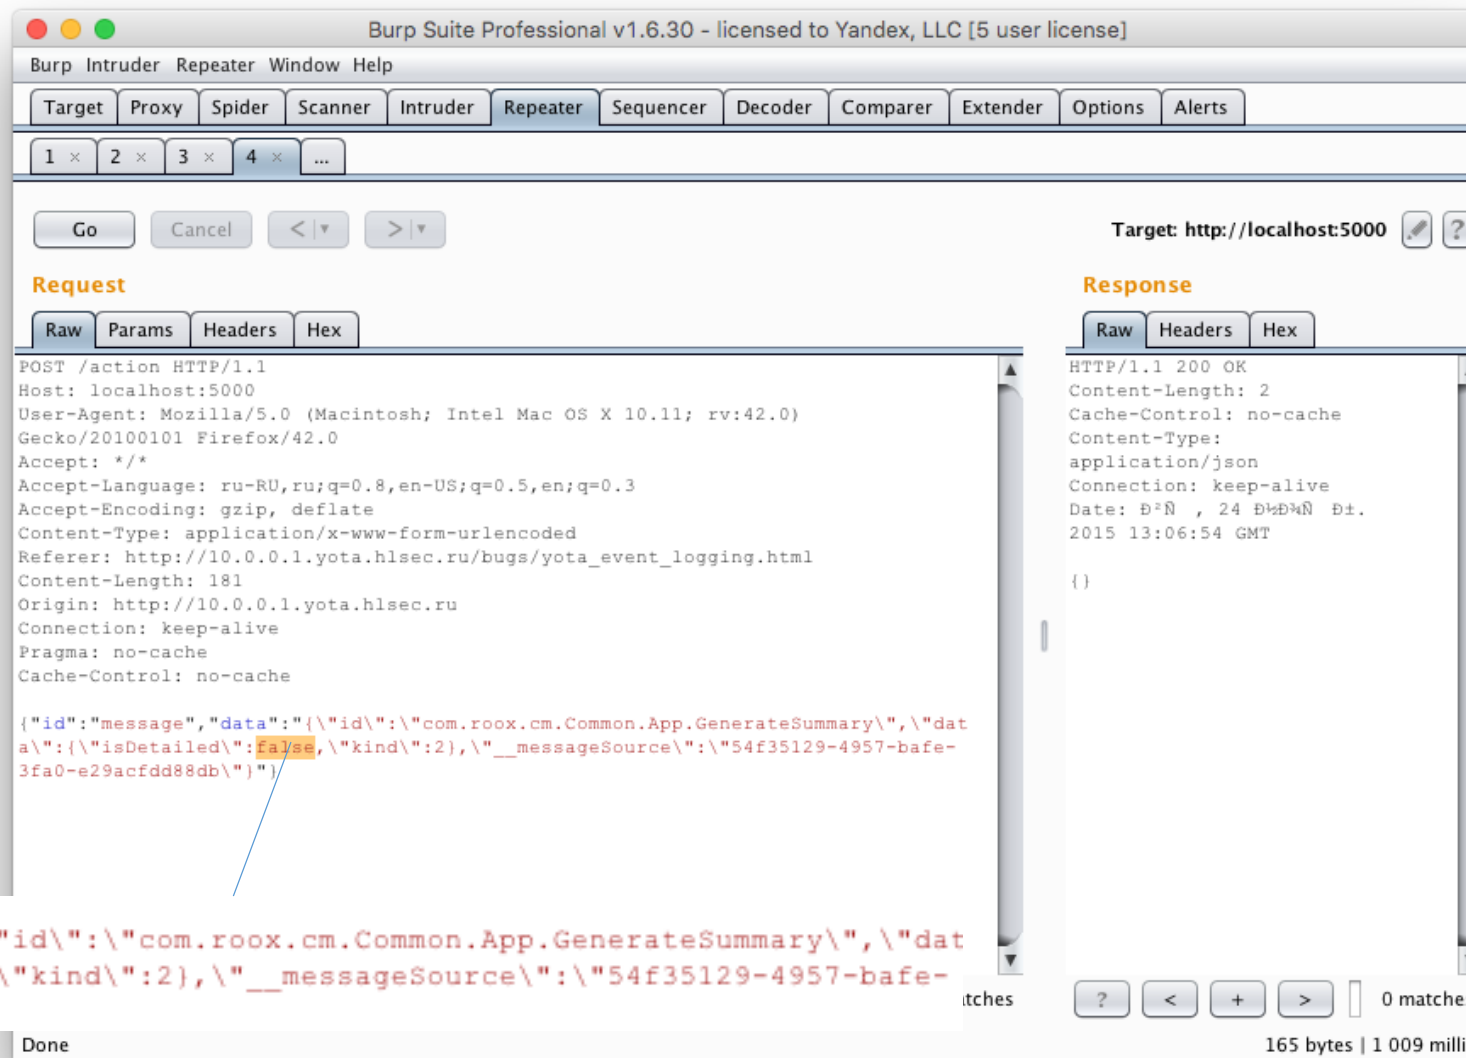 Burp Suite Professional v1.6.30 - licensed to Yandex, LLC [5 user license]
Burp Intruder Repeater Window Help
Target Proxy Spider Scanner Intruder Repeater Sequencer Decoder Comparer Extender Options Alerts
1 × 2 × 3 × 4 × ...
Go Cancel < > Target: http://localhost:5000 ?
Request
Raw Params Headers Hex
POST /action HTTP/1.1
Host: localhost:5000
User-Agent: Mozilla/5.0 (Macintosh; Intel Mac OS X 10.11; rv:42.0)
Gecko/20100101 Firefox/42.0
Accept: */*
Accept-Language: ru-RU,ru;q=0.8,en-US;q=0.5,en;q=0.3
Accept-Encoding: gzip, deflate
Content-Type: application/x-www-form-urlencoded
Referer: http://10.0.0.1.yota.hlsec.ru/bugs/yota_event_logging.html
Content-Length: 181
Origin: http://10.0.0.1.yota.hlsec.ru
Connection: keep-alive
Pragma: no-cache
Cache-Control: no-cache
{"id":"message","data":"{\"id\":\"com.roox.cm.Common.App.GenerateSummary\",\"dat
a\":{\"isDetailed\":false,\"kind\":2},\"__messageSource\":\"54f35129-4957-bafe-
3fa0-e29acfdd88db\"}"}
Response
Raw Headers Hex
HTTP/1.1 200 OK
Content-Length: 2
Cache-Control: no-cache
Content-Type:
application/json
Connection: keep-alive
Date: Ð²Ñ , 24 Ð½Ð¾Ñ Ð±.
2015 13:06:54 GMT
{}
"id\":\"com.roox.cm.Common.App.GenerateSummary\",\"dat
\"kind\":2},\"__messageSource\":\"54f35129-4957-bafe-
tches
? < + > 0 matche
Done
165 bytes | 1 009 milli